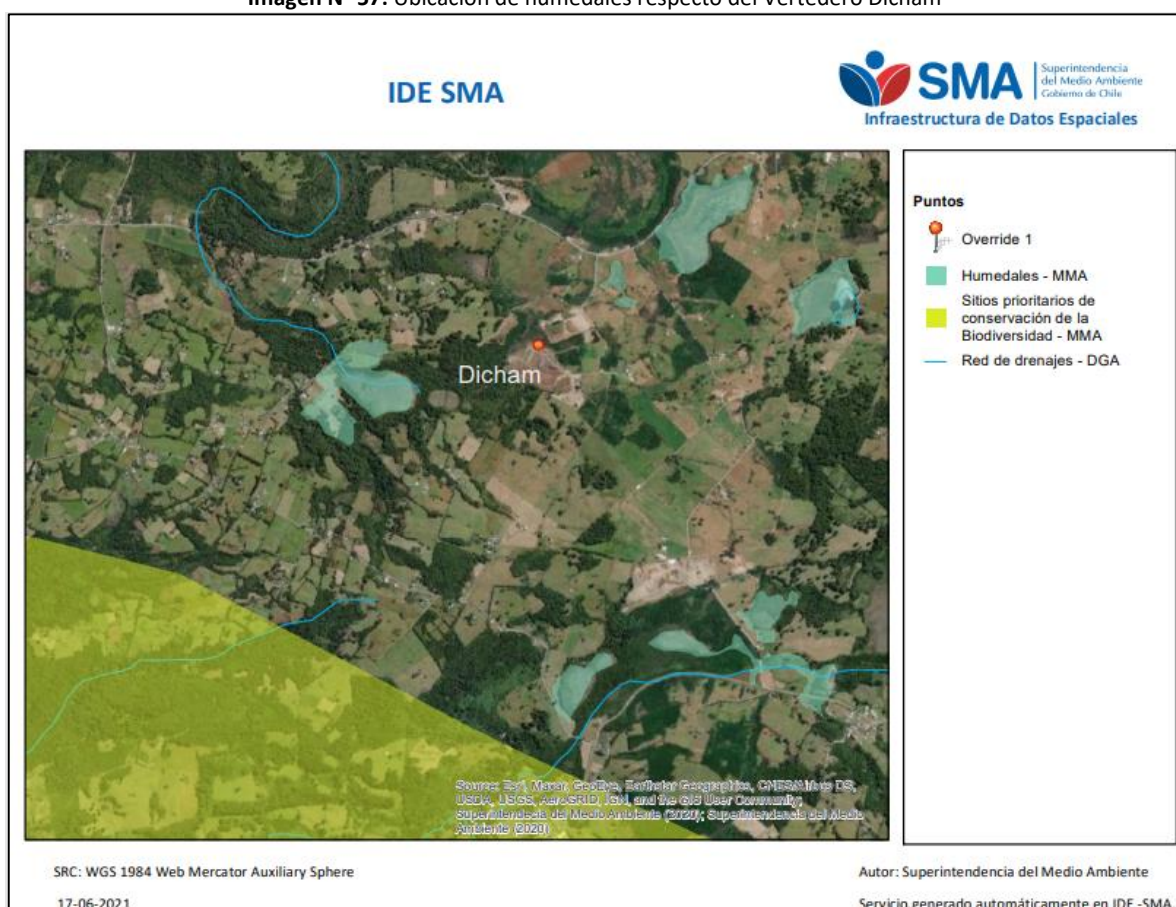 Imagen N° 57: Ubicación de humedales respecto del Vertedero Dicham
IDE SMA
SMA
Superintendencia
del Medio Ambiente
Gobierno de Chile
Infraestructura de Datos Espaciales
Dicham
Puntos
Override 1
Humedales - MMA
Sitios prioritarios de
conservación de la
Biodiversidad - MMA
Red de drenajes - DGA
Source: Esri, Maxar, GeoEye, Earthstar Geographics, CNES/Airbus DS,
USDA, USGS, AeroGRID, IGN, and the GIS User Community;
Superintendecia del Medio Ambiente (2020); Superintendencia del Medio
Ambiente (2020)
SRC: WGS 1984 Web Mercator Auxiliary Sphere
Autor: Superintendencia del Medio Ambiente
17-06-2021
Servicio generado automáticamente en IDE -SMA